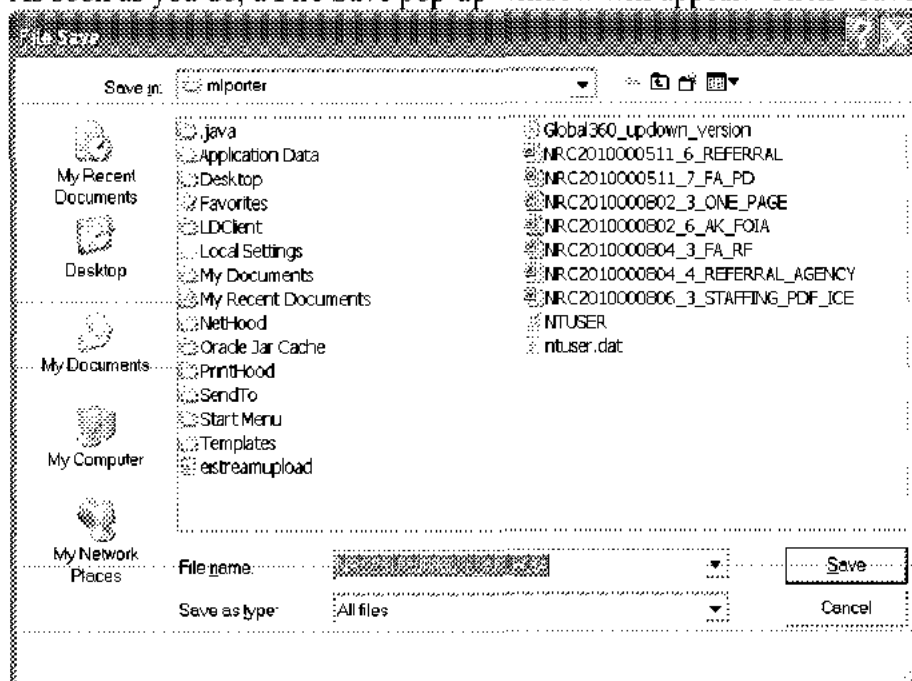 File Save
Save in: mlporter
My Recent
Documents
Desktop
My Documents
My Computer
My Network
Places
.java
Application Data
Desktop
Favorites
LDClient
Local Settings
My Documents
My Recent Documents
NetHood
Oracle Jar Cache
PrintHood
SendTo
Start Menu
Templates
eistreamupload
Global360_updown_version
NRC2010000511_6_REFERRAL
NRC2010000511_7_FA_PD
NRC2010000802_3_ONE_PAGE
NRC2010000802_6_AK_FOIA
NRC2010000804_3_FA_RF
NRC2010000804_4_REFERRAL_AGENCY
NRC2010000806_3_STAFFING_PDF_ICE
NTUSER
ntuser.dat
File name:
Save
Save as type: All files
Cancel